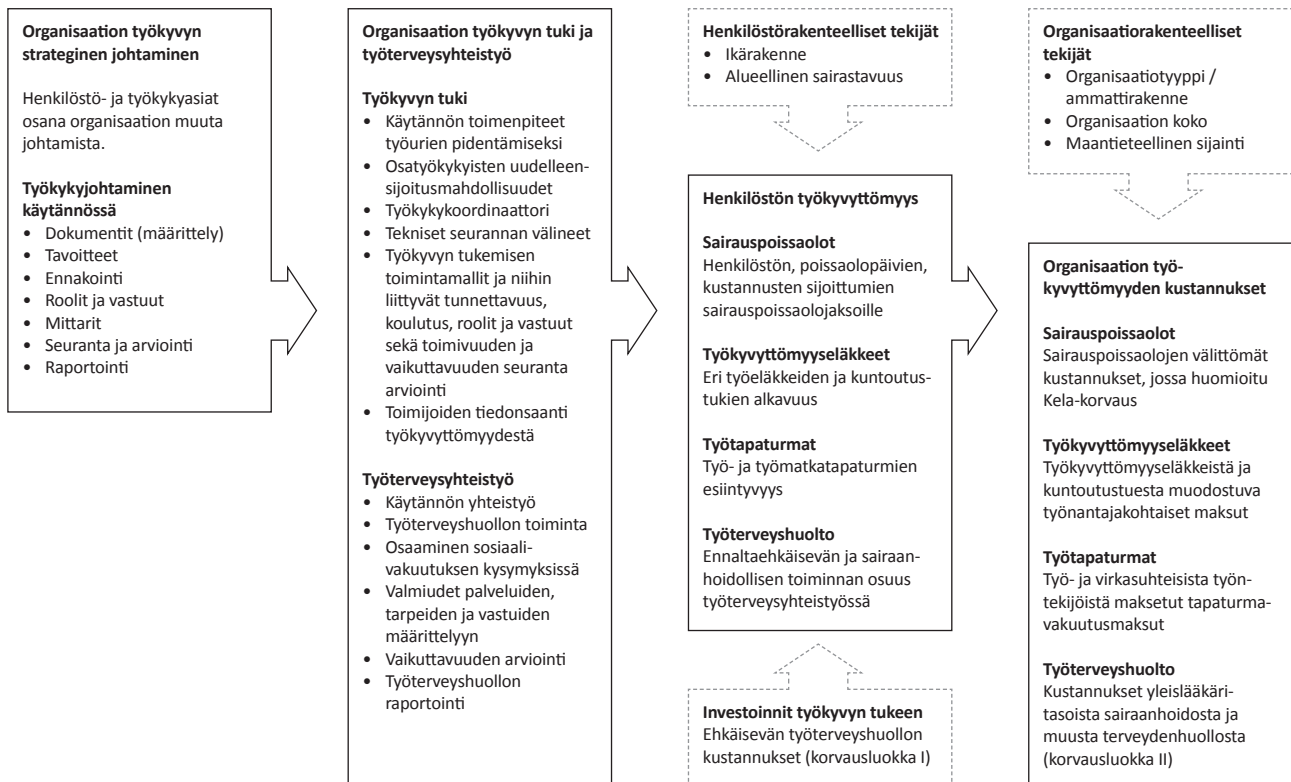 Organisaation työkyvyn
strateginen johtaminen
Henkilöstö- ja työkykyasiat
osana organisaation muuta
johtamista.
Työkykyjohtaminen
käytännössä
• Dokumentit (määrittely)
• Tavoitteet
• Ennakointi
• Roolit ja vastuut
• Mittarit
• Seuranta ja arviointi
• Raportointi
Organisaation työkyvyn tuki ja
työterveysyhteistyö
Työkyvyn tuki
• Käytännön toimenpiteet
työurien pidentämiseksi
• Osatyökykyisten uudelleen-
sijoitusmahdollisuudet
• Työkykykoordinaattori
• Tekniset seurannan välineet
• Työkyvyn tukemisen
toimintamallit ja niihin
liittyvät tunnettavuus,
koulutus, roolit ja vastuut
sekä toimivuuden ja
vaikuttavuuden seuranta
arviointi
• Toimijoiden tiedonsaanti
työkyvyttömyydestä
Työterveysyhteistyö
• Käytännön yhteistyö
• Työterveyshuollon toiminta
• Osaaminen sosiaali-
vakuutuksen kysymyksissä
• Valmiudet palveluiden,
tarpeiden ja vastuiden
määrittelyyn
• Vaikuttavuuden arviointi
• Työterveyshuollon
raportointi
Henkilöstörakenteelliset tekijät
• Ikärakenne
• Alueellinen sairastavuus
Henkilöstön työkyvyttömyys
Sairauspoissaolot
Henkilöstön, poissaolopäivien,
kustannusten sijoittumien
sairauspoissaolojaksoille
Työkyvyttömyyseläkkeet
Eri työeläkkeiden ja kuntoutus-
tukien alkavuus
Työtapaturmat
Työ- ja työmatkatapaturmien
esiintyvyys
Työterveyshuolto
Ennaltaehkäisevän ja sairaan-
hoidollisen toiminnan osuus
työterveysyhteistyössä
Investoinnit työkyvyn tukeen
Ehkäisevän työterveyshuollon
kustannukset (korvausluokka I)
Organisaatiorakenteelliset
tekijät
• Organisaatiotyyppi /
ammattirakenne
• Organisaation koko
• Maantieteellinen sijainti
Organisaation työ-
kyvyttömyyden kustannukset
Sairauspoissaolot
Sairauspoissaolojen välittömät
kustannukset, jossa huomioitu
Kela-korvaus
Työkyvyttömyyseläkkeet
Työkyvyttömyyseläkkeistä ja
kuntoutustuesta muodostuva
työnantajakohtaiset maksut
Työtapaturmat
Työ- ja virkasuhteisista työn-
tekijöistä maksetut tapaturma-
vakuutusmaksut
Työterveyshuolto
Kustannukset yleislääkäri-
tasoista sairaanhoidosta ja
muusta terveydenhuollosta
(korvausluokka II)